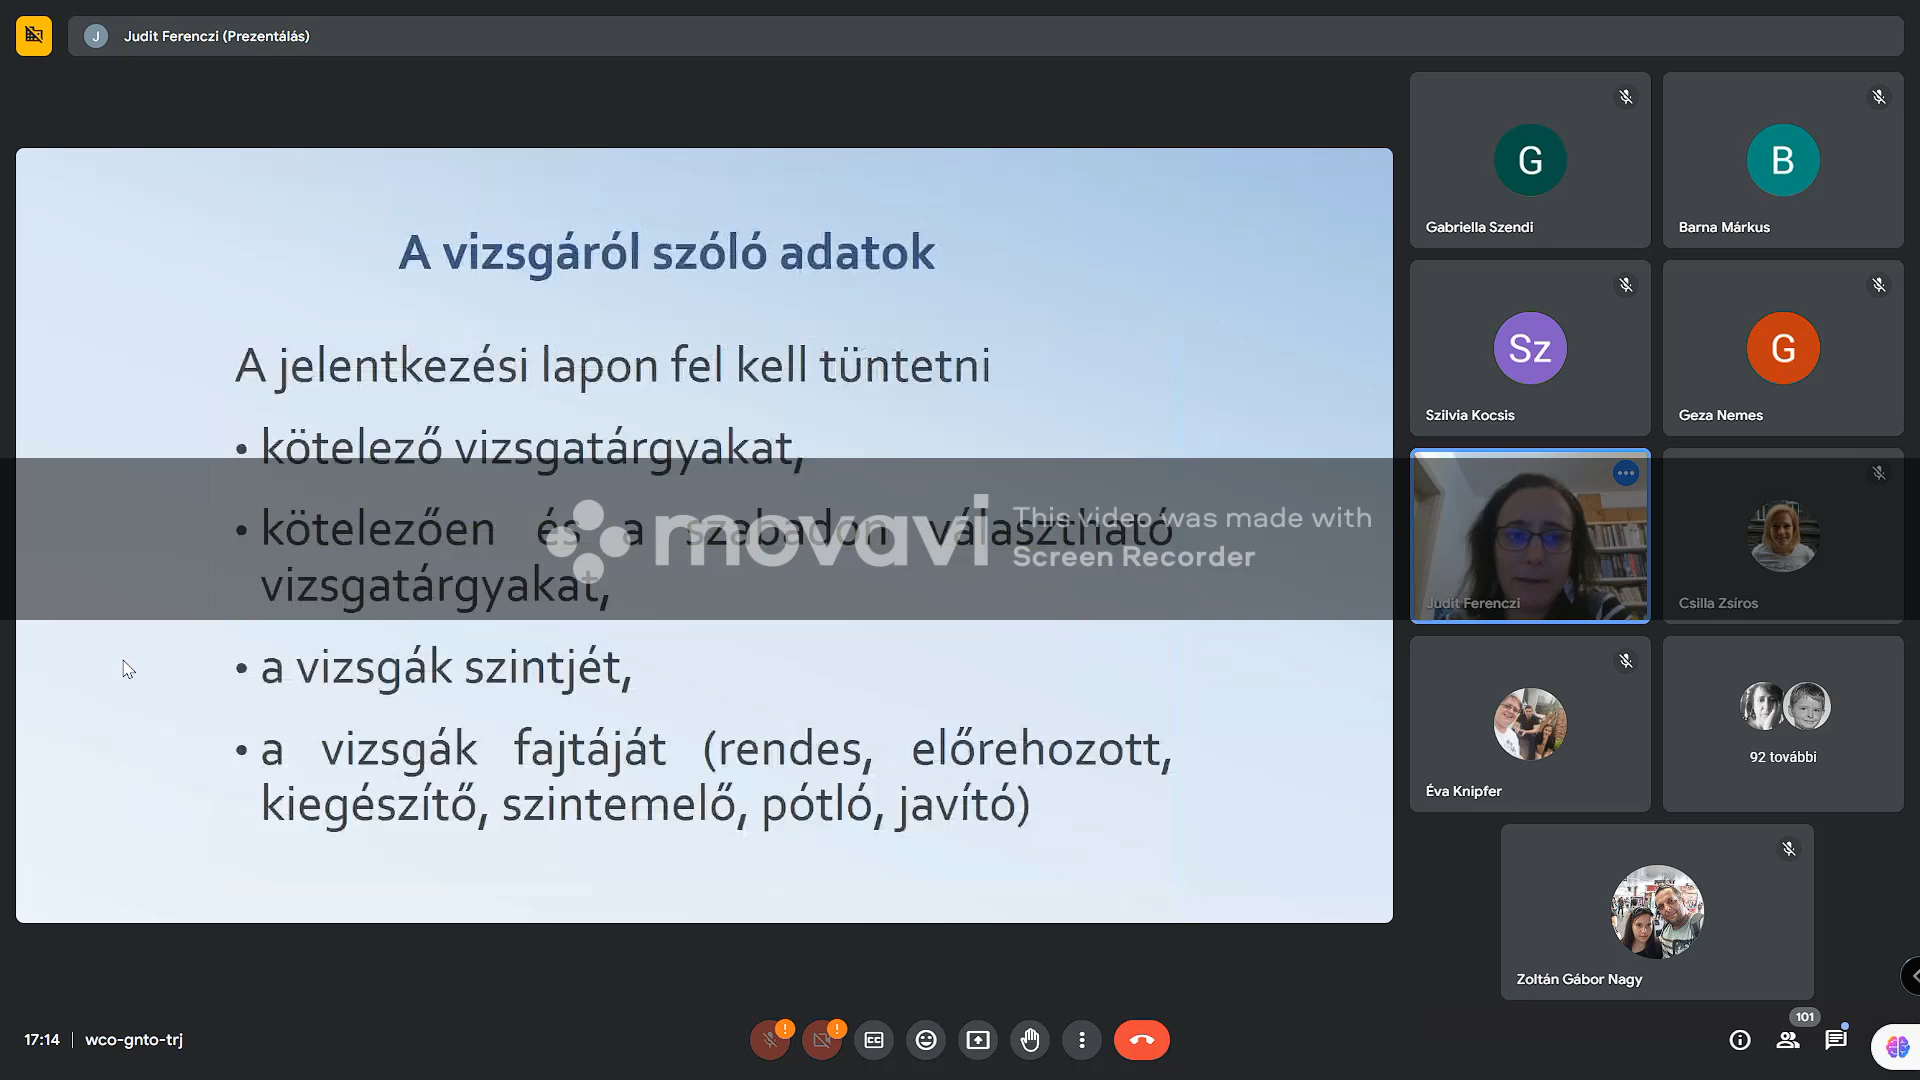 J Judit Ferenczi (Prezentálás)
A vizsgáról szóló adatok
A jelentkezési lapon fel kell tüntetni
• kötelező vizsgatárgyakat,
• kötelezően és a szabadon választható
vizsgatárgyakat,
• a vizsgák szintjét,
• a vizsgák fajtáját (rendes, előrehozott,
kiegészítő, szintemelő, pótló, javító)
movavi
This video was made with
Screen Recorder
G
Gabriella Szendi
B
Barna Márkus
Sz
Szilvia Kocsis
G
Geza Nemes
Judit Ferenczi
Csilla Zsíros
Éva Knipfer
92 további
Zoltán Gábor Nagy
17:14 | wco-gnto-trj
! !
CC
101